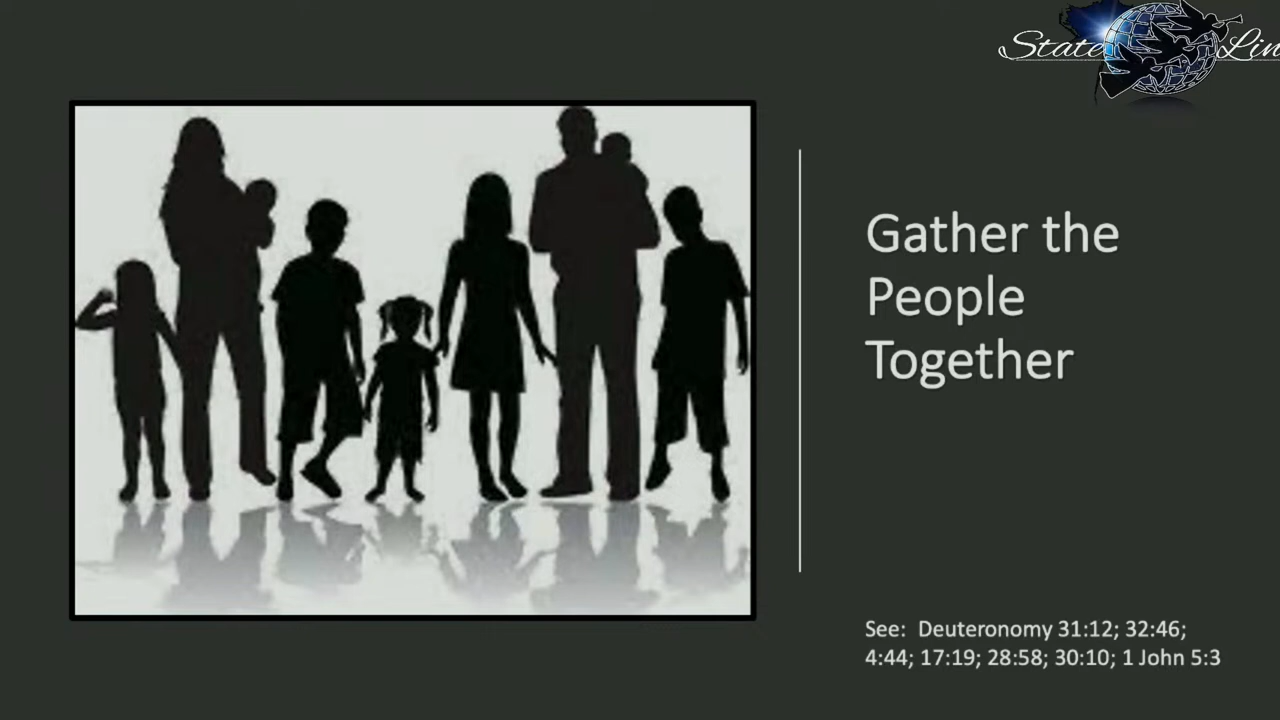 State Lin
Gather the
People
Together
See:  Deuteronomy 31:12; 32:46;
4:44; 17:19; 28:58; 30:10; 1 John 5:3